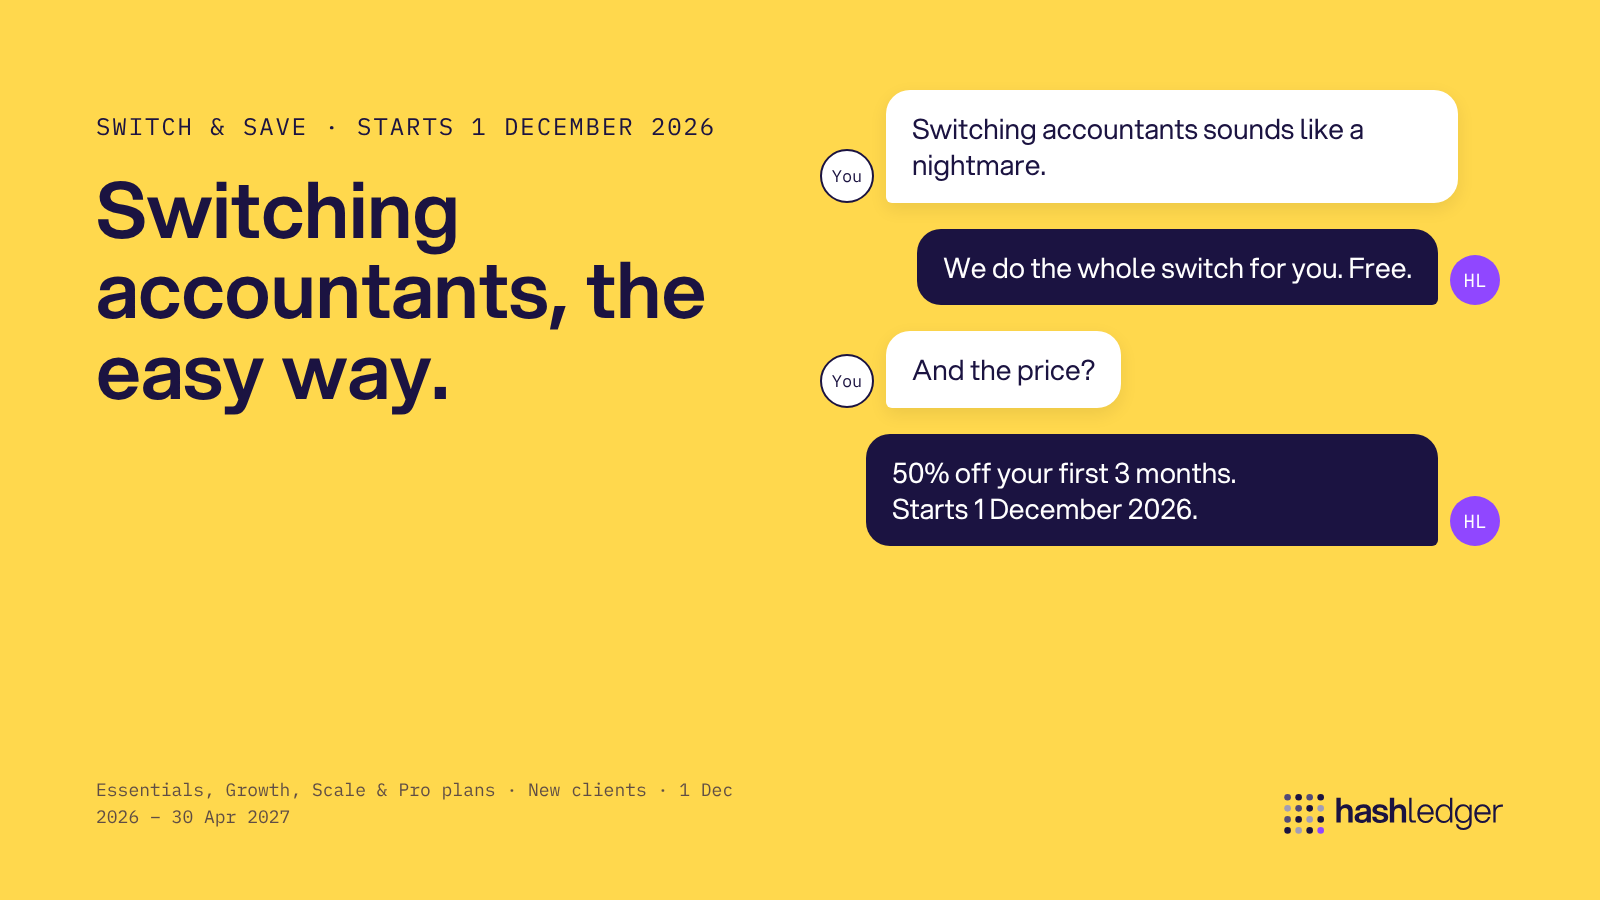 SWITCH & SAVE · STARTS 1 DECEMBER 2026
Switching
accountants, the
easy way.
Switching accountants sounds like a
nightmare.
You
We do the whole switch for you. Free.
HL
And the price?
You
50% off your first 3 months.
Starts 1 December 2026.
HL
Essentials, Growth, Scale & Pro plans · New clients · 1 Dec
2026 – 30 Apr 2027
hashledger